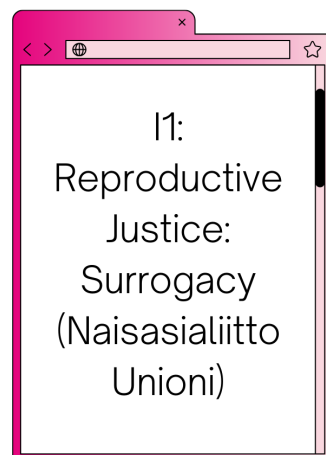 I1:
Reproductive
Justice:
Surrogacy
(Naisasialiitto
Unioni)